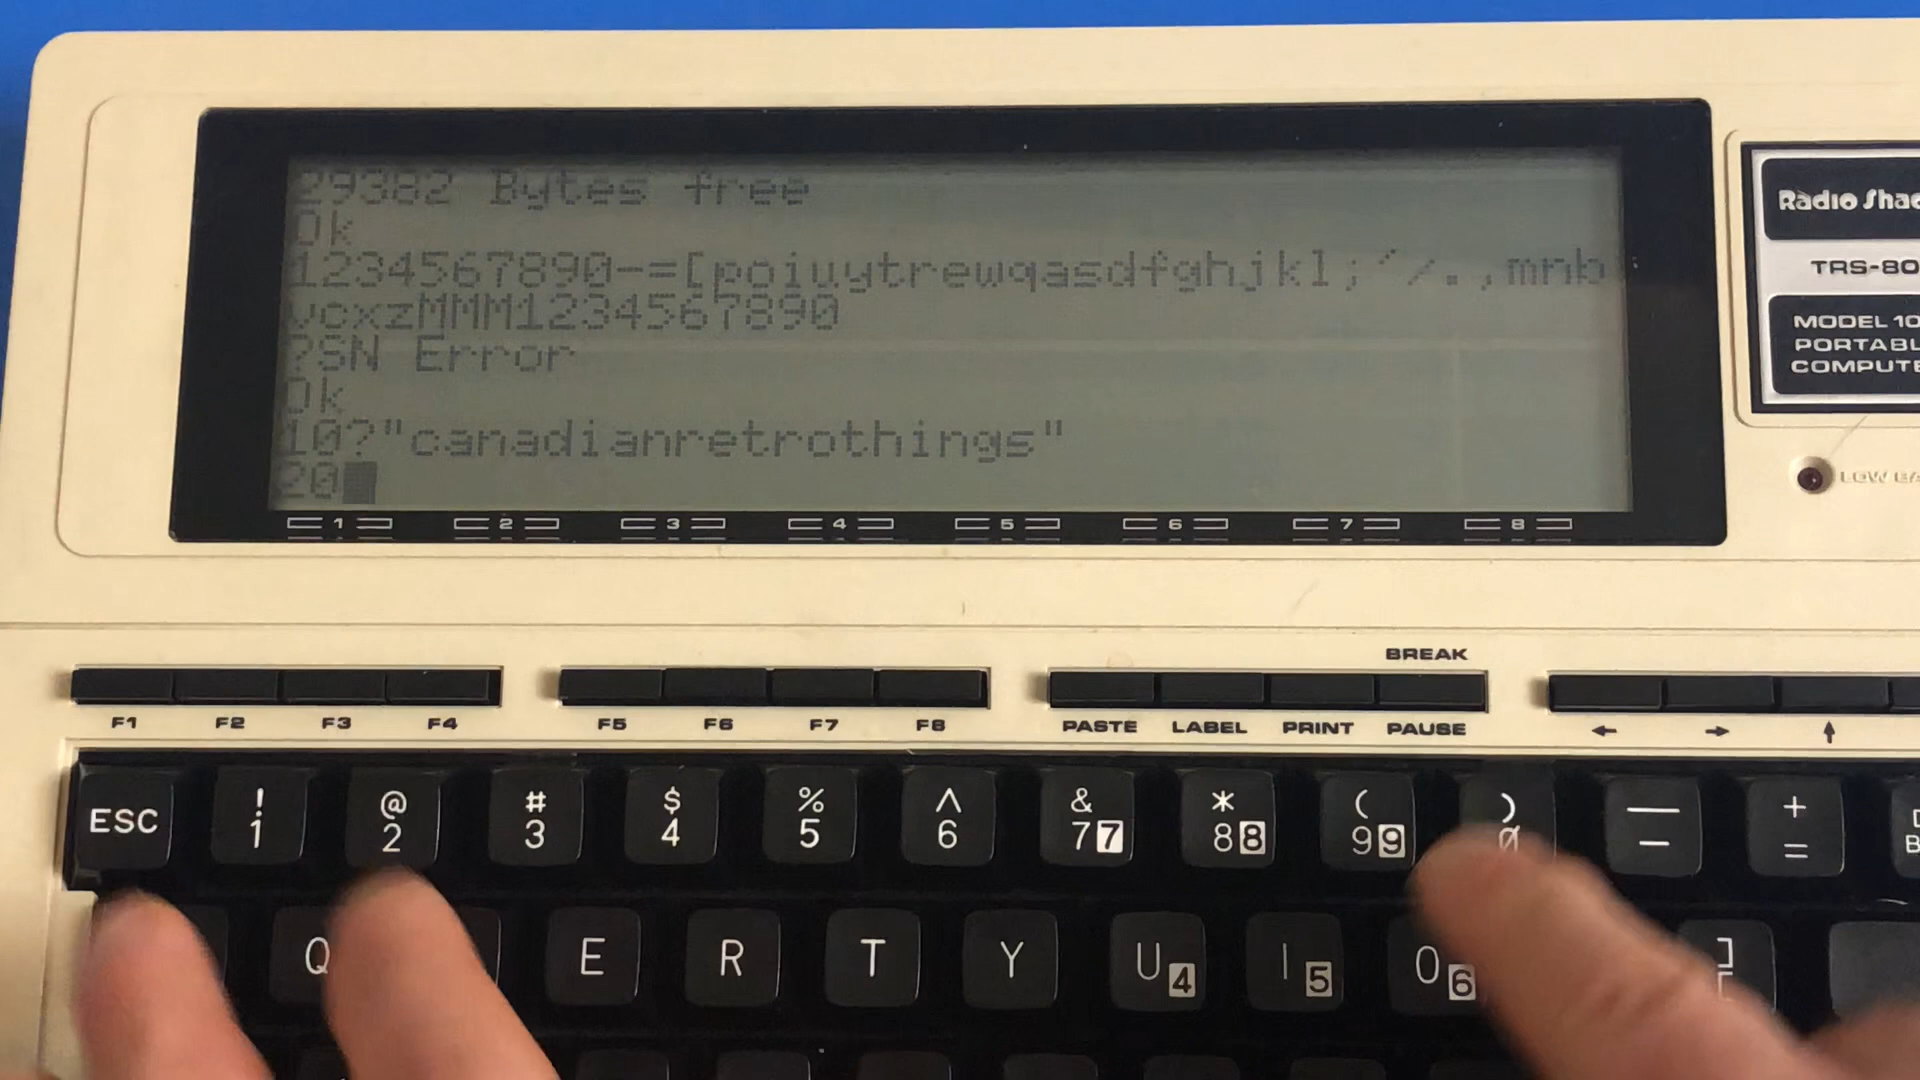 29382 Bytes free
Ok
1234567890-=[poiuytrewqasdfghjkl;'/.,mnb
vcxzMMM1234567890
?SN Error
Ok
10?"canadianretrothings"
20
1 2 3 4 5 6 7 8
Radio Shac
TRS-80
MODEL 10
PORTABL
COMPUTE
LOW BA
BREAK
F1 F2 F3 F4 F5 F6 F7 F8 PASTE LABEL PRINT PAUSE ← → ↑
ESC ! 1 @ 2 # 3 $ 4 % 5 ^ 6 & 7 7 * 8 8 ( 9 9 ) 0 — - + =
Q E R T Y U 4 I 5 O 6 ] [